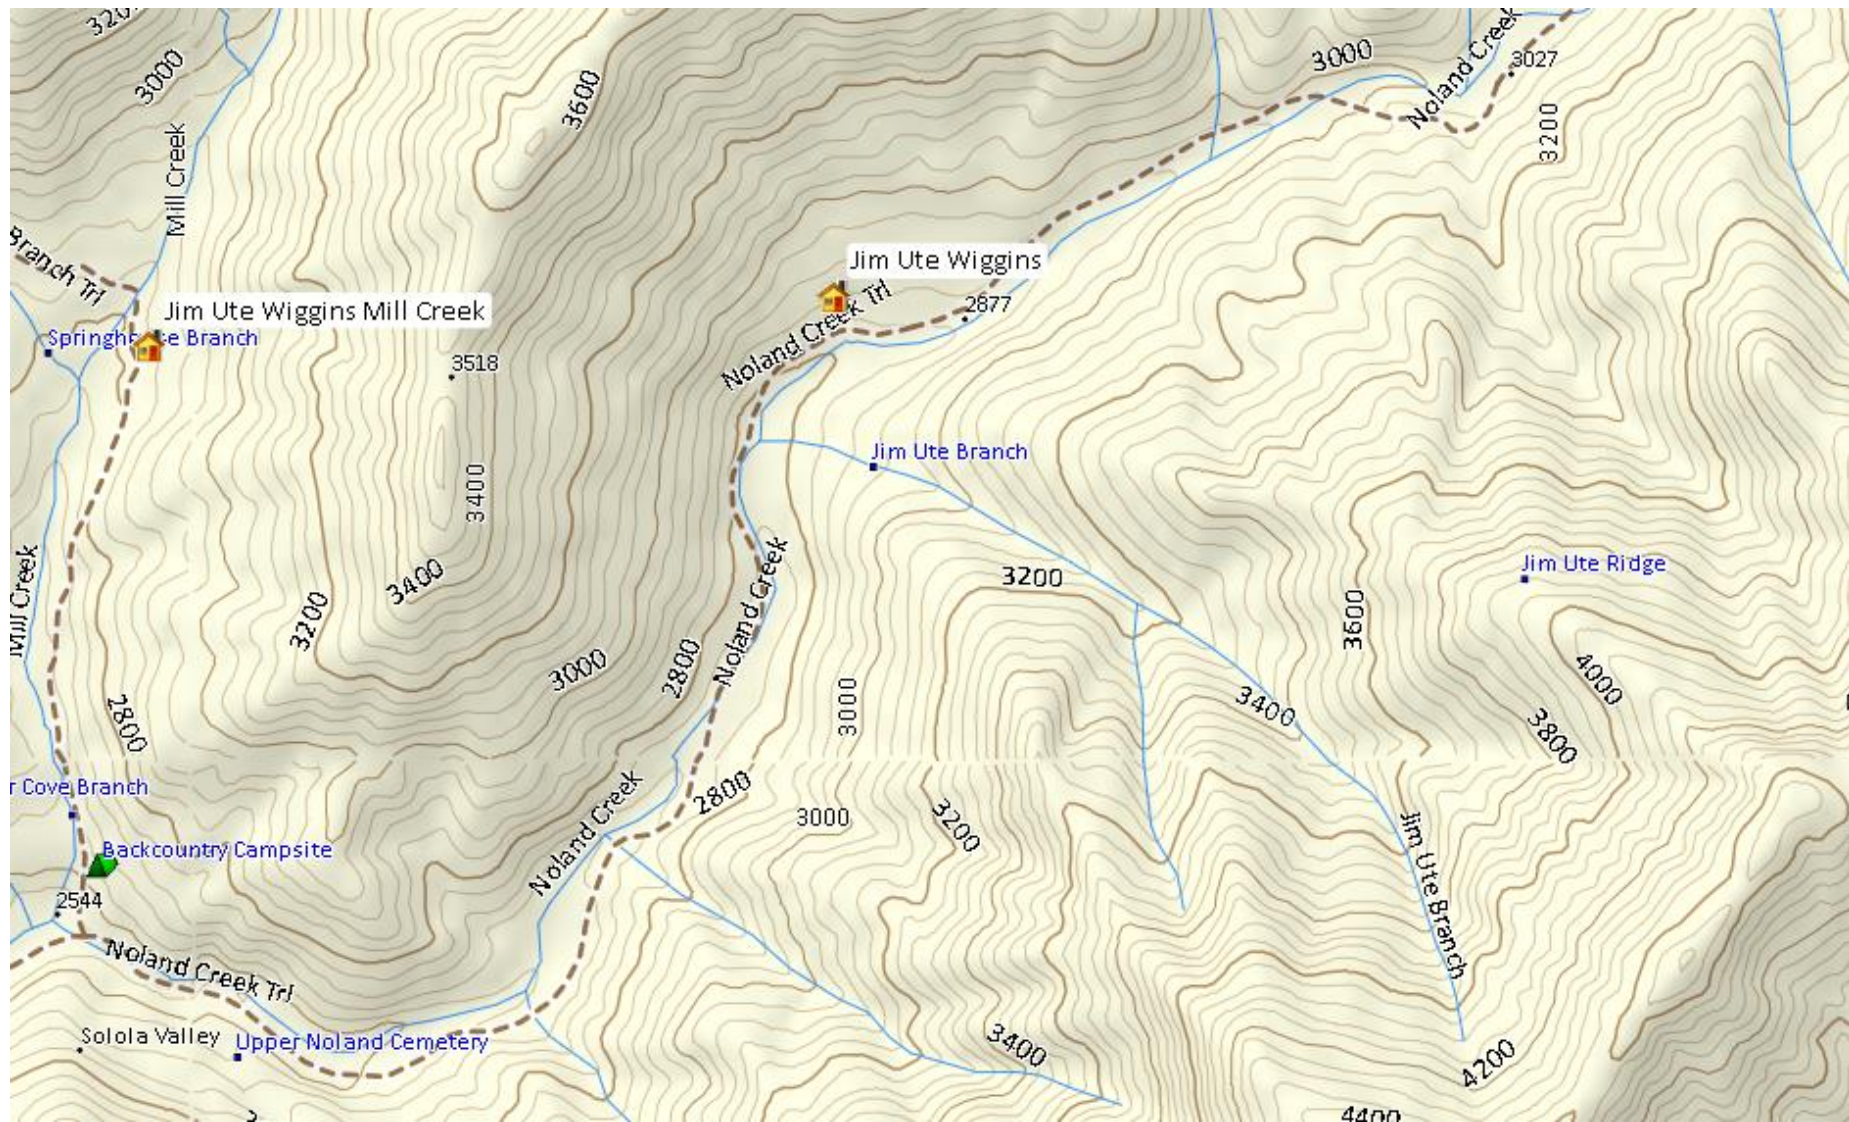 3200
3000
Mill Creek
3600
3000
Noland Creek
3027
3200
Branch Trl
Jim Ute Wiggins Mill Creek
Springhouse Branch
3518
Jim Ute Wiggins
Noland Creek Trl
2877
3400
Jim Ute Branch
Mill Creek
3400
3200
3000
2800
Noland Creek
3200
3600
Jim Ute Ridge
4000
3800
3400
2800
3000
Cove Branch
2800
3000
3200
Noland Creek
Jim Ute Branch
Backcountry Campsite
2544
Noland Creek Trl
Solola Valley
Upper Noland Cemetery
3400
4200
4400